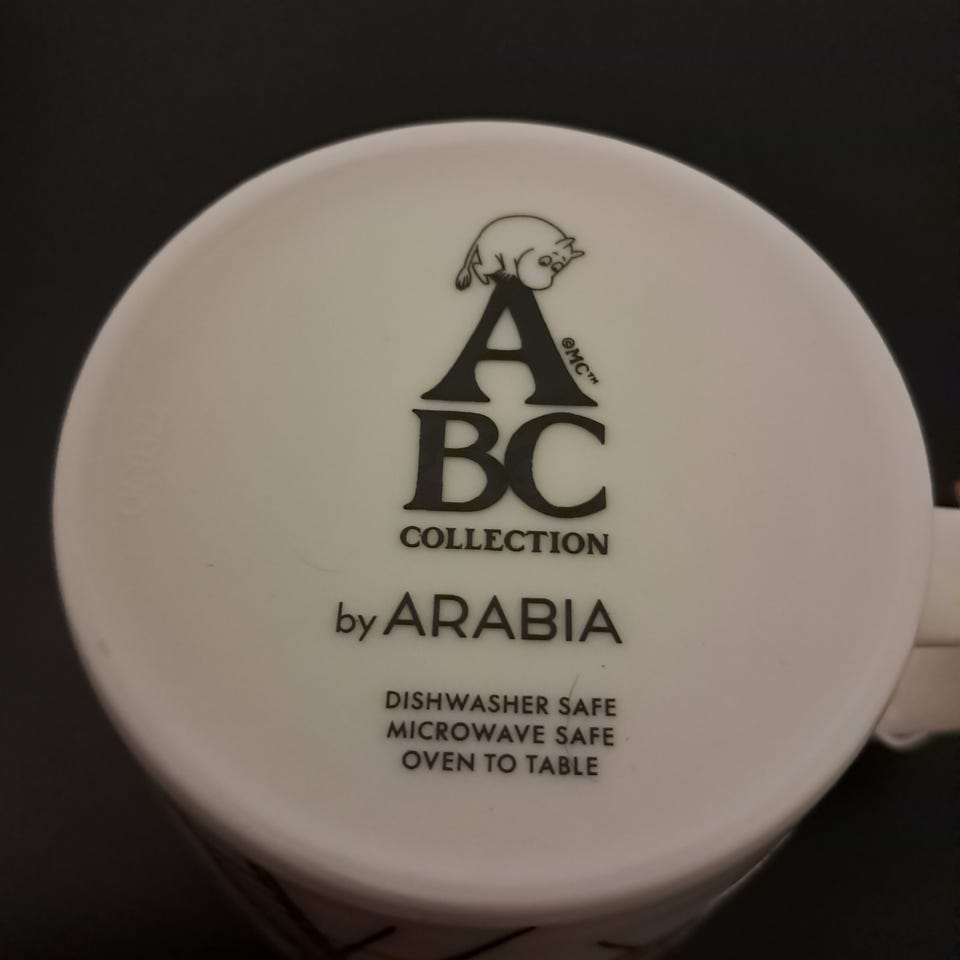 A
©MC™
BC
COLLECTION
by ARABIA
DISHWASHER SAFE
MICROWAVE SAFE
OVEN TO TABLE